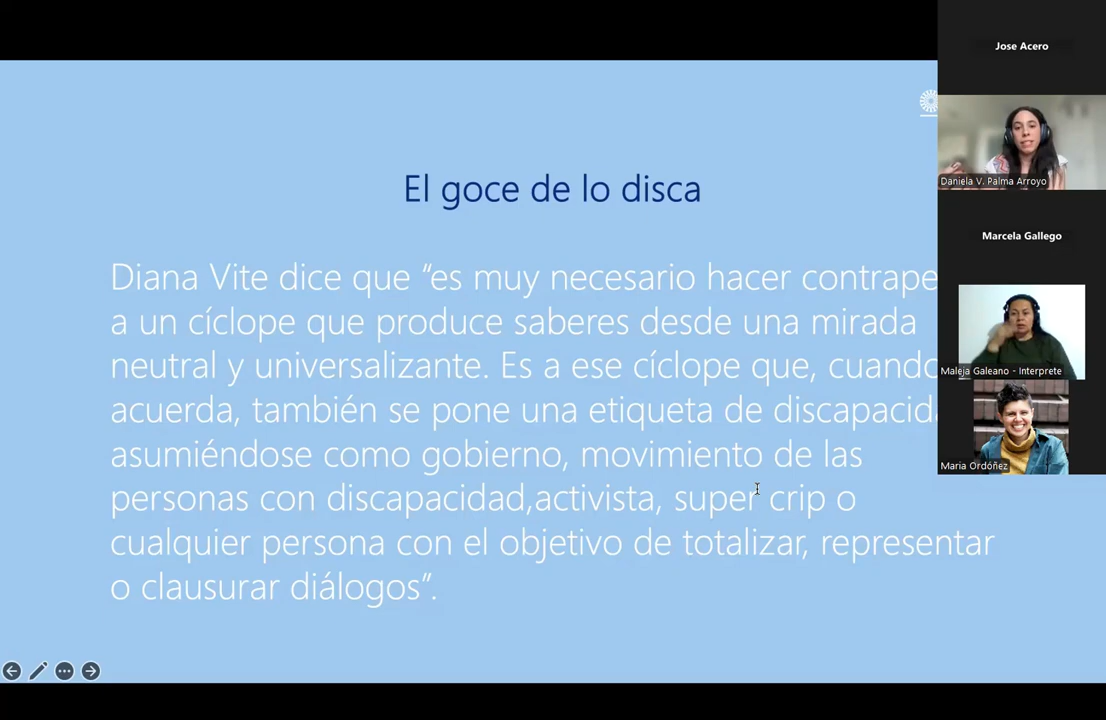 Jose Acero
Daniela V. Palma Arroyo
Marcela Gallego
Maleja Galeano - Interprete
Maria Ordóñez
El goce de lo disca
Diana Vite dice que “es muy necesario hacer contrape
a un cíclope que produce saberes desde una mirada
neutral y universalizante. Es a ese cíclope que, cuando
acuerda, también se pone una etiqueta de discapacida
asumiéndose como gobierno, movimiento de las
personas con discapacidad,activista, super crip o
cualquier persona con el objetivo de totalizar, representar
o clausurar diálogos”.